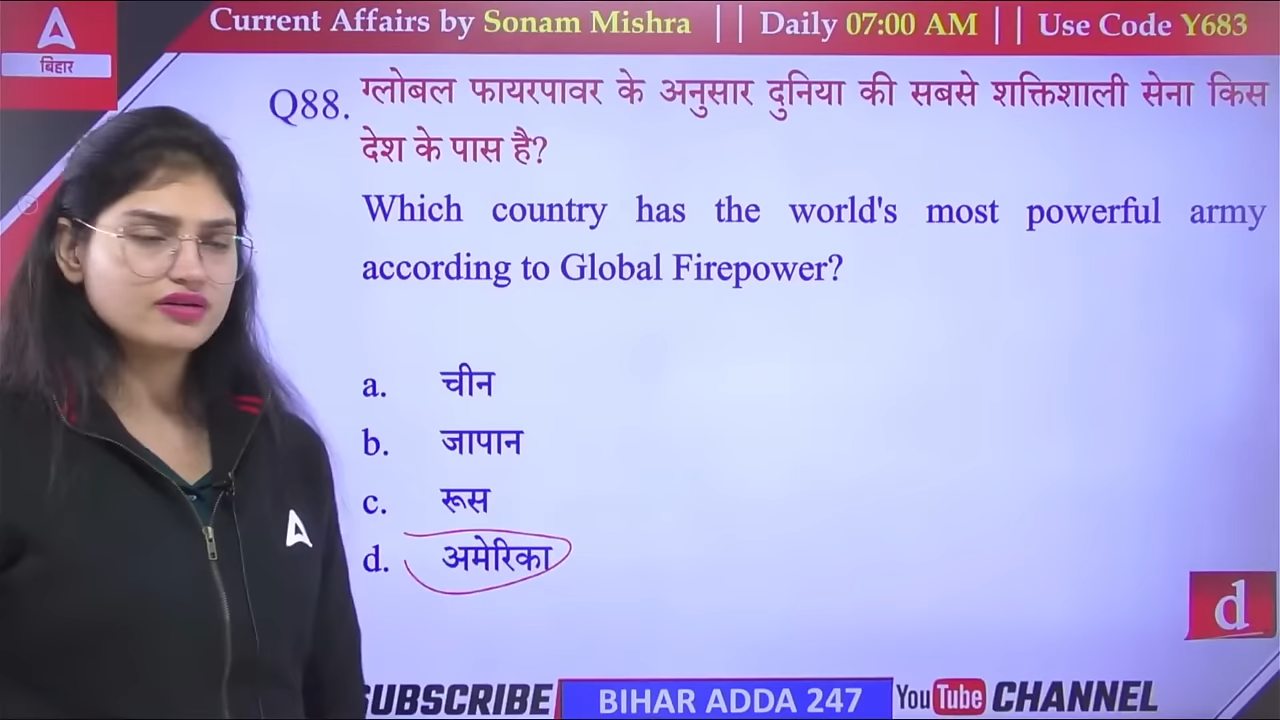 Current Affairs by Sonam Mishra || Daily 07:00 AM || Use Code Y683
बिहार
Q88. ग्लोबल फायरपावर के अनुसार दुनिया की सबसे शक्तिशाली सेना किस
देश के पास है?
Which country has the world's most powerful army
according to Global Firepower?
a. चीन
b. जापान
c. रूस
d. अमेरिका
d
SUBSCRIBE BIHAR ADDA 247 YouTube CHANNEL